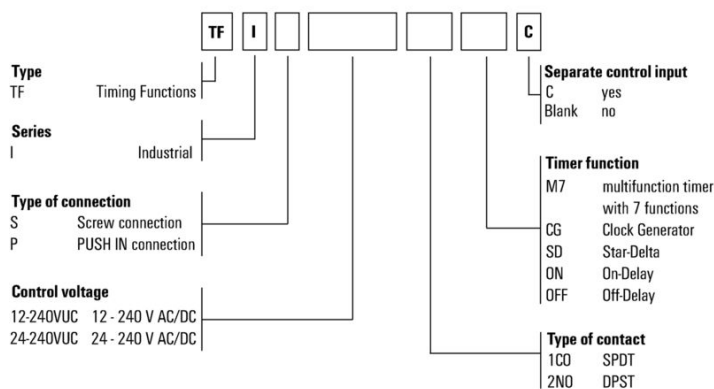 TF I C
Type
TF Timing Functions
Series
I Industrial
Type of connection
S Screw connection
P PUSH IN connection
Control voltage
12-240VUC 12 - 240 V AC/DC
24-240VUC 24 - 240 V AC/DC
Separate control input
C yes
Blank no
Timer function
M7 multifunction timer
with 7 functions
CG Clock Generator
SD Star-Delta
ON On-Delay
OFF Off-Delay
Type of contact
1CO SPDT
2NO DPST